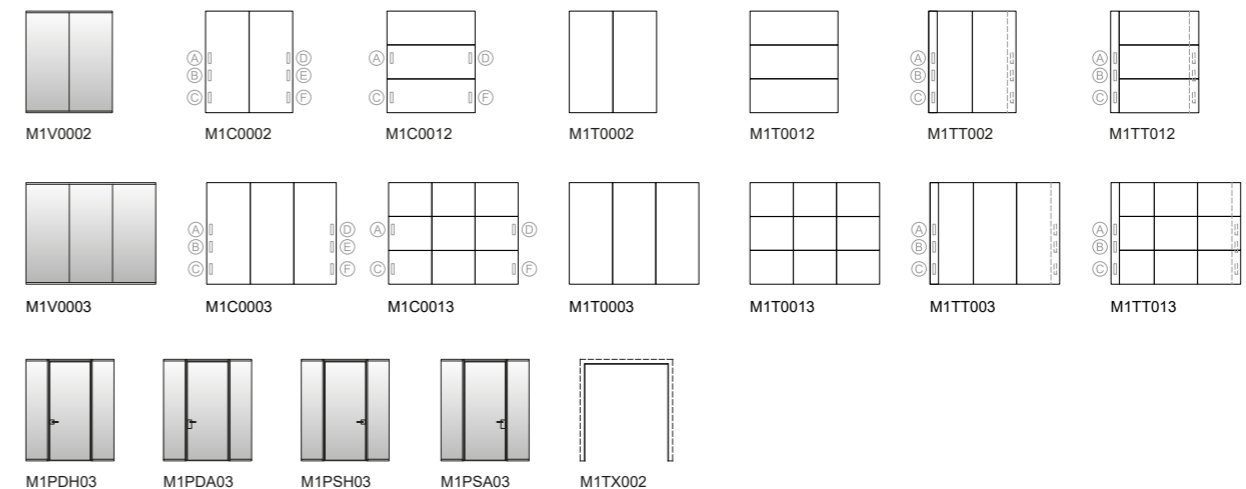 Ⓐ Ⓓ Ⓐ Ⓓ Ⓐ Ⓐ
Ⓑ Ⓔ Ⓑ Ⓑ
Ⓒ Ⓕ Ⓒ Ⓕ Ⓒ Ⓒ
M1V0002 M1C0002 M1C0012 M1T0002 M1T0012 M1TT002 M1TT012
Ⓐ Ⓓ Ⓐ Ⓓ Ⓐ Ⓐ
Ⓑ Ⓔ Ⓑ Ⓑ
Ⓒ Ⓕ Ⓒ Ⓕ Ⓒ Ⓒ
M1V0003 M1C0003 M1C0013 M1T0003 M1T0013 M1TT003 M1TT013
M1PDH03 M1PDA03 M1PSH03 M1PSA03 M1TX002